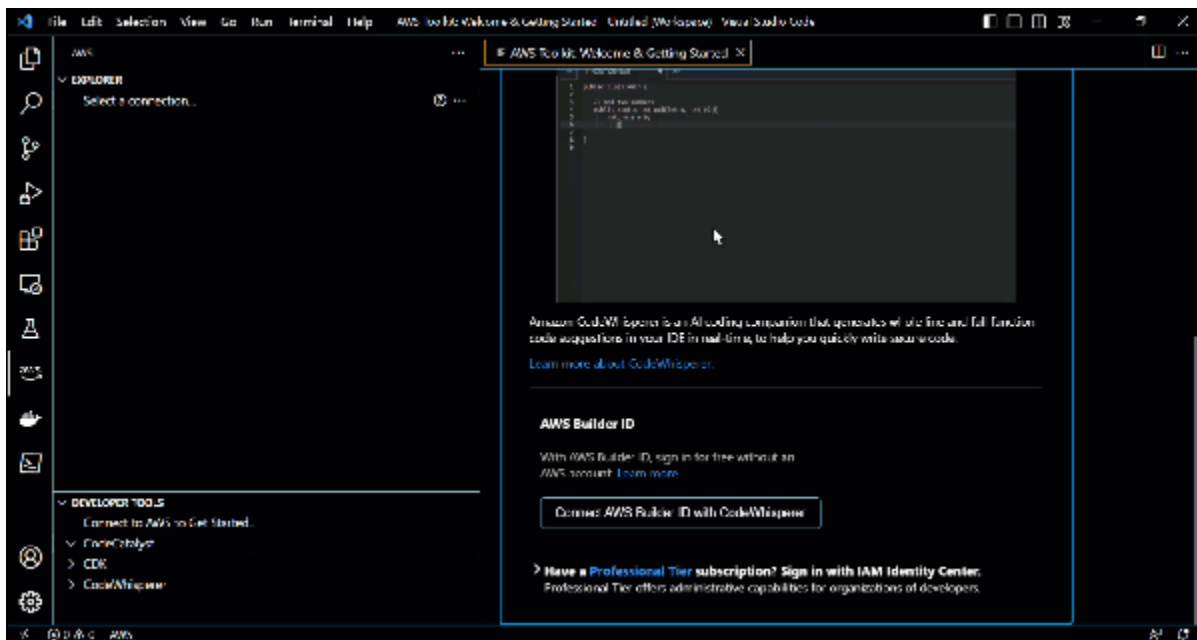 File Edit Selection View Go Run Terminal Help
AWS Toolkit: Welcome & Getting Started Untitled (Workspace) Visual Studio Code
AWS
EXPLORER
Select a connection...
AWS Toolkit: Welcome & Getting Started
Amazon CodeWhisperer is an AI coding companion that generates whole line and full function
code suggestions in your IDE in real-time, to help you quickly write secure code.
Learn more about CodeWhisperer.
AWS Builder ID
With AWS Builder ID, sign in for free without an
AWS account. Learn more.
Connect AWS Builder ID with CodeWhisperer
Have a Professional Tier subscription? Sign in with IAM Identity Center.
Professional Tier offers administrative capabilities for organizations of developers.
aws
DEVELOPER TOOLS
Connect to AWS to Get Started...
CodeCatalyst
CDK
CodeWhisperer
0 0 AWS